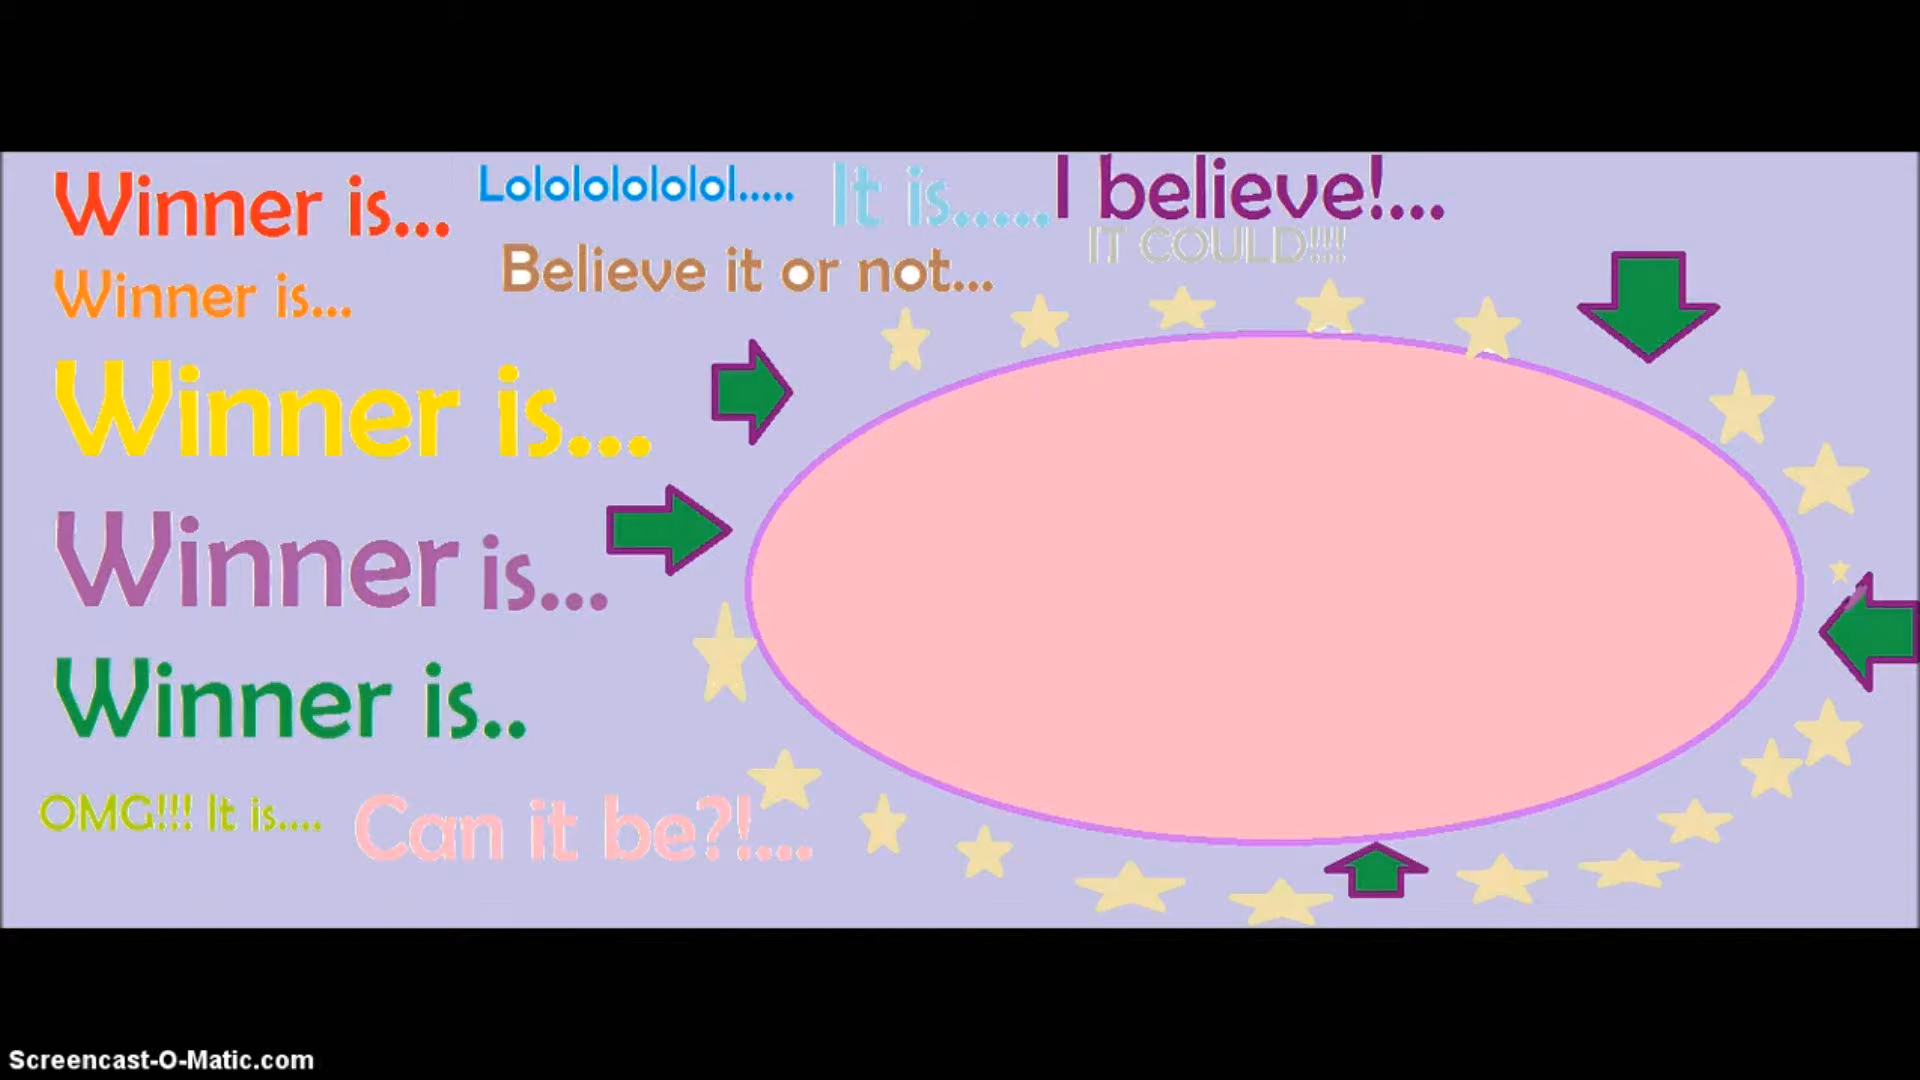 Winner is...
Lolololololol.....
It is.....
I believe!...
IT COULD!!!
Believe it or not...
Winner is...
Winner is...
Winner is...
Winner is..
OMG!!! It is....
Can it be?!...
Screencast-O-Matic.com